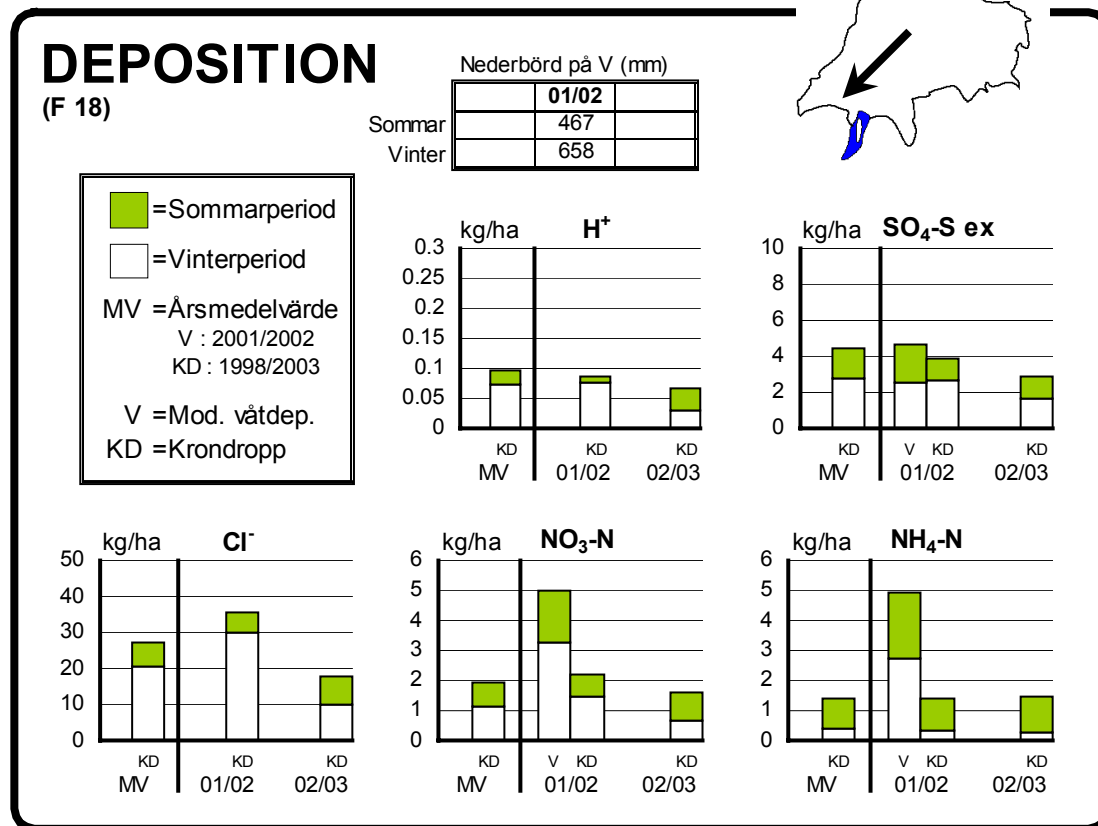 DEPOSITION
(F 18)
Nederbörd på V (mm)
01/02
Sommar 467
Vinter 658
=Sommarperiod
=Vinterperiod
MV =Årsmedelvärde
V : 2001/2002
KD : 1998/2003
V =Mod. våtdep.
KD =Krondropp
kg/ha H⁺
0.3
0.25
0.2
0.15
0.1
0.05
0
KD KD KD
MV 01/02 02/03
kg/ha SO₄-S ex
10
8
6
4
2
0
KD V KD KD
MV 01/02 02/03
kg/ha Cl⁻
50
40
30
20
10
0
KD KD KD
MV 01/02 02/03
kg/ha NO₃-N
6
5
4
3
2
1
0
KD V KD KD
MV 01/02 02/03
kg/ha NH₄-N
6
5
4
3
2
1
0
KD V KD KD
MV 01/02 02/03